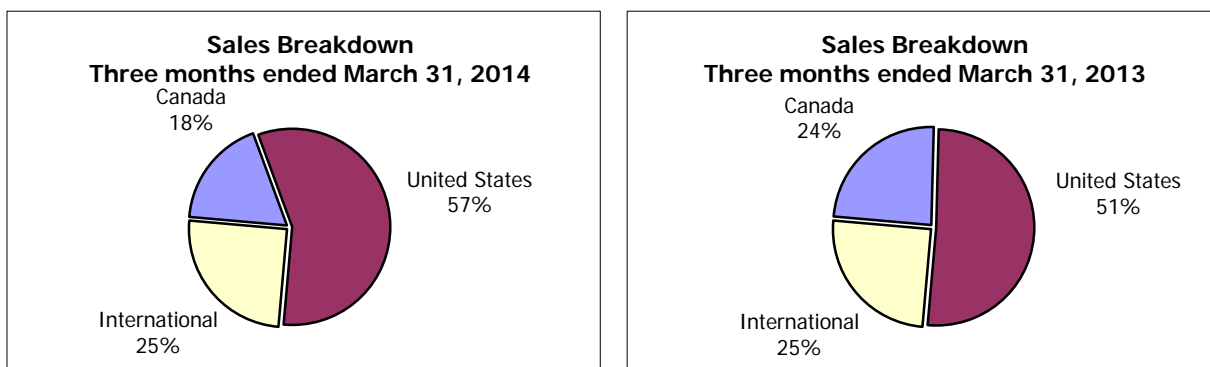 Sales Breakdown
Three months ended March 31, 2014
Canada
18%
United States
57%
International
25%
Sales Breakdown
Three months ended March 31, 2013
Canada
24%
United States
51%
International
25%